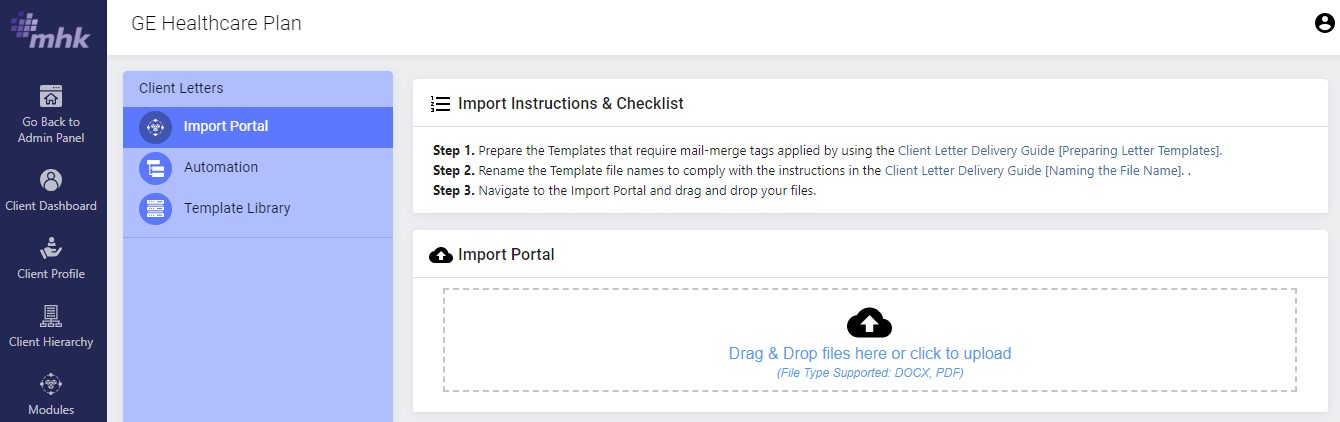 mhk
GE Healthcare Plan
Go Back to
Admin Panel
Client Dashboard
Client Profile
Client Hierarchy
Modules
Client Letters
Import Portal
Automation
Template Library
Import Instructions & Checklist
Step 1. Prepare the Templates that require mail-merge tags applied by using the Client Letter Delivery Guide [Preparing Letter Templates].
Step 2. Rename the Template file names to comply with the instructions in the Client Letter Delivery Guide [Naming the File Name]. .
Step 3. Navigate to the Import Portal and drag and drop your files.
Import Portal
Drag & Drop files here or click to upload
(File Type Supported: DOCX, PDF)